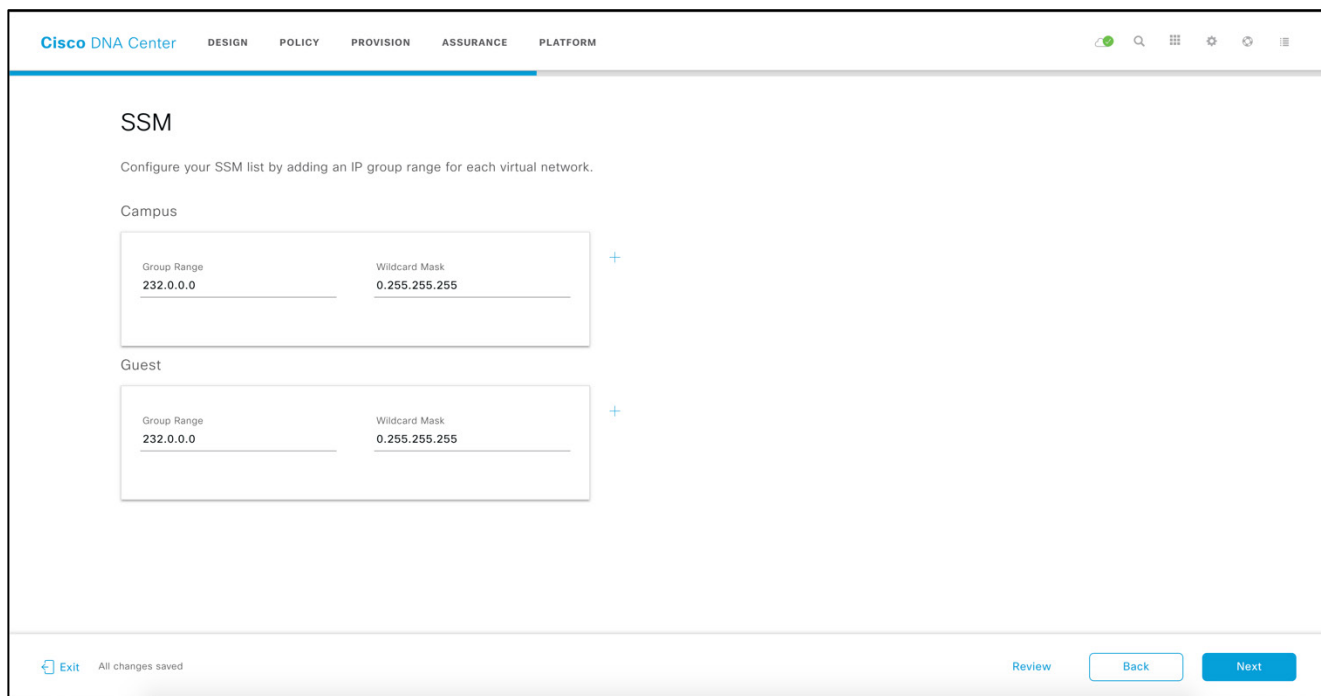 Cisco DNA Center DESIGN POLICY PROVISION ASSURANCE PLATFORM
SSM
Configure your SSM list by adding an IP group range for each virtual network.
Campus
Group Range Wildcard Mask
232.0.0.0 0.255.255.255
Guest
Group Range Wildcard Mask
232.0.0.0 0.255.255.255
Exit All changes saved Review Back Next